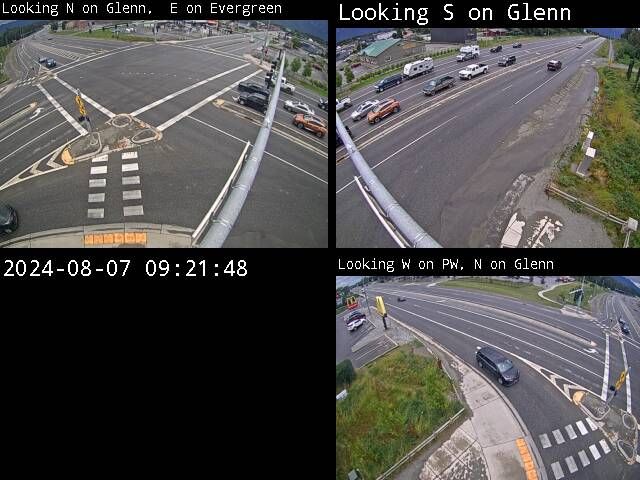 Looking N on Glenn,  E on Evergreen
Looking S on Glenn
2024-08-07 09:21:48
Looking W on PW, N on Glenn